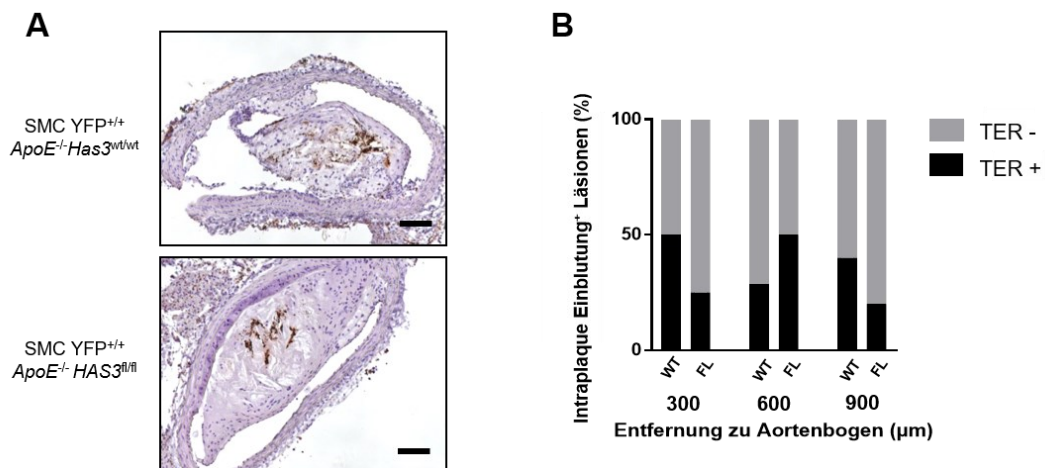 A
SMC YFP+/+
ApoE-/-Has3wt/wt
SMC YFP+/+
ApoE-/- HAS3fl/fl
B
Intraplaque Einblutung+ Läsionen (%)
100
50
0
WT FL WT FL WT FL
300 600 900
Entfernung zu Aortenbogen (µm)
TER -
TER +